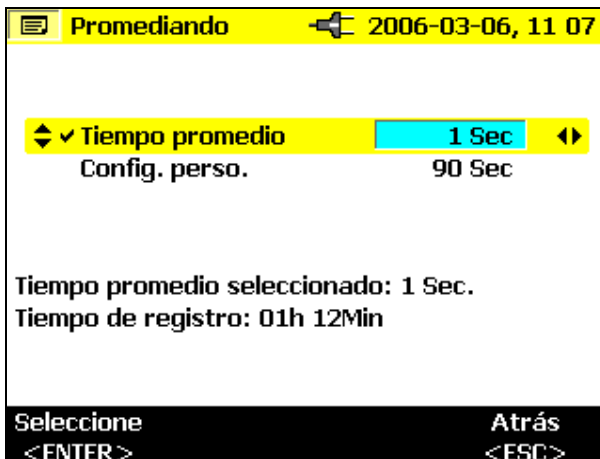 Promediando 2006-03-06, 11 07
Tiempo promedio 1 Sec
Config. perso. 90 Sec
Tiempo promedio seleccionado: 1 Sec.
Tiempo de registro: 01h 12Min
Seleccione Atrás
<ENTER> <ESC>